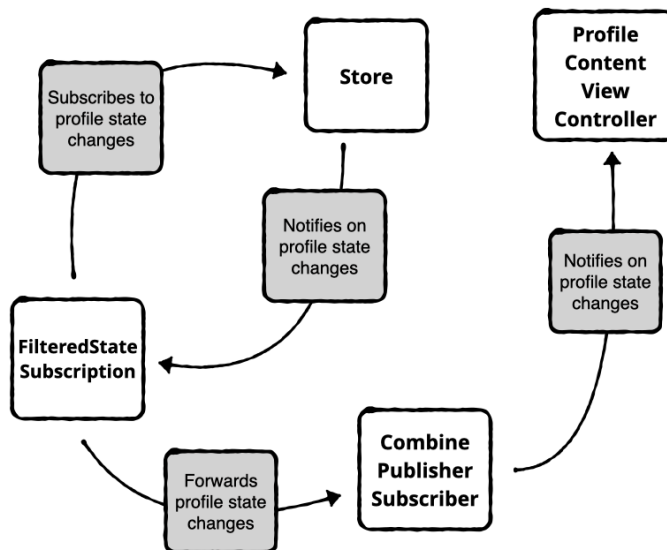 Subscribes to
profile state
changes
Store
Profile
Content
View
Controller
Notifies on
profile state
changes
Notifies on
profile state
changes
FilteredState
Subscription
Forwards
profile state
changes
Combine
Publisher
Subscriber